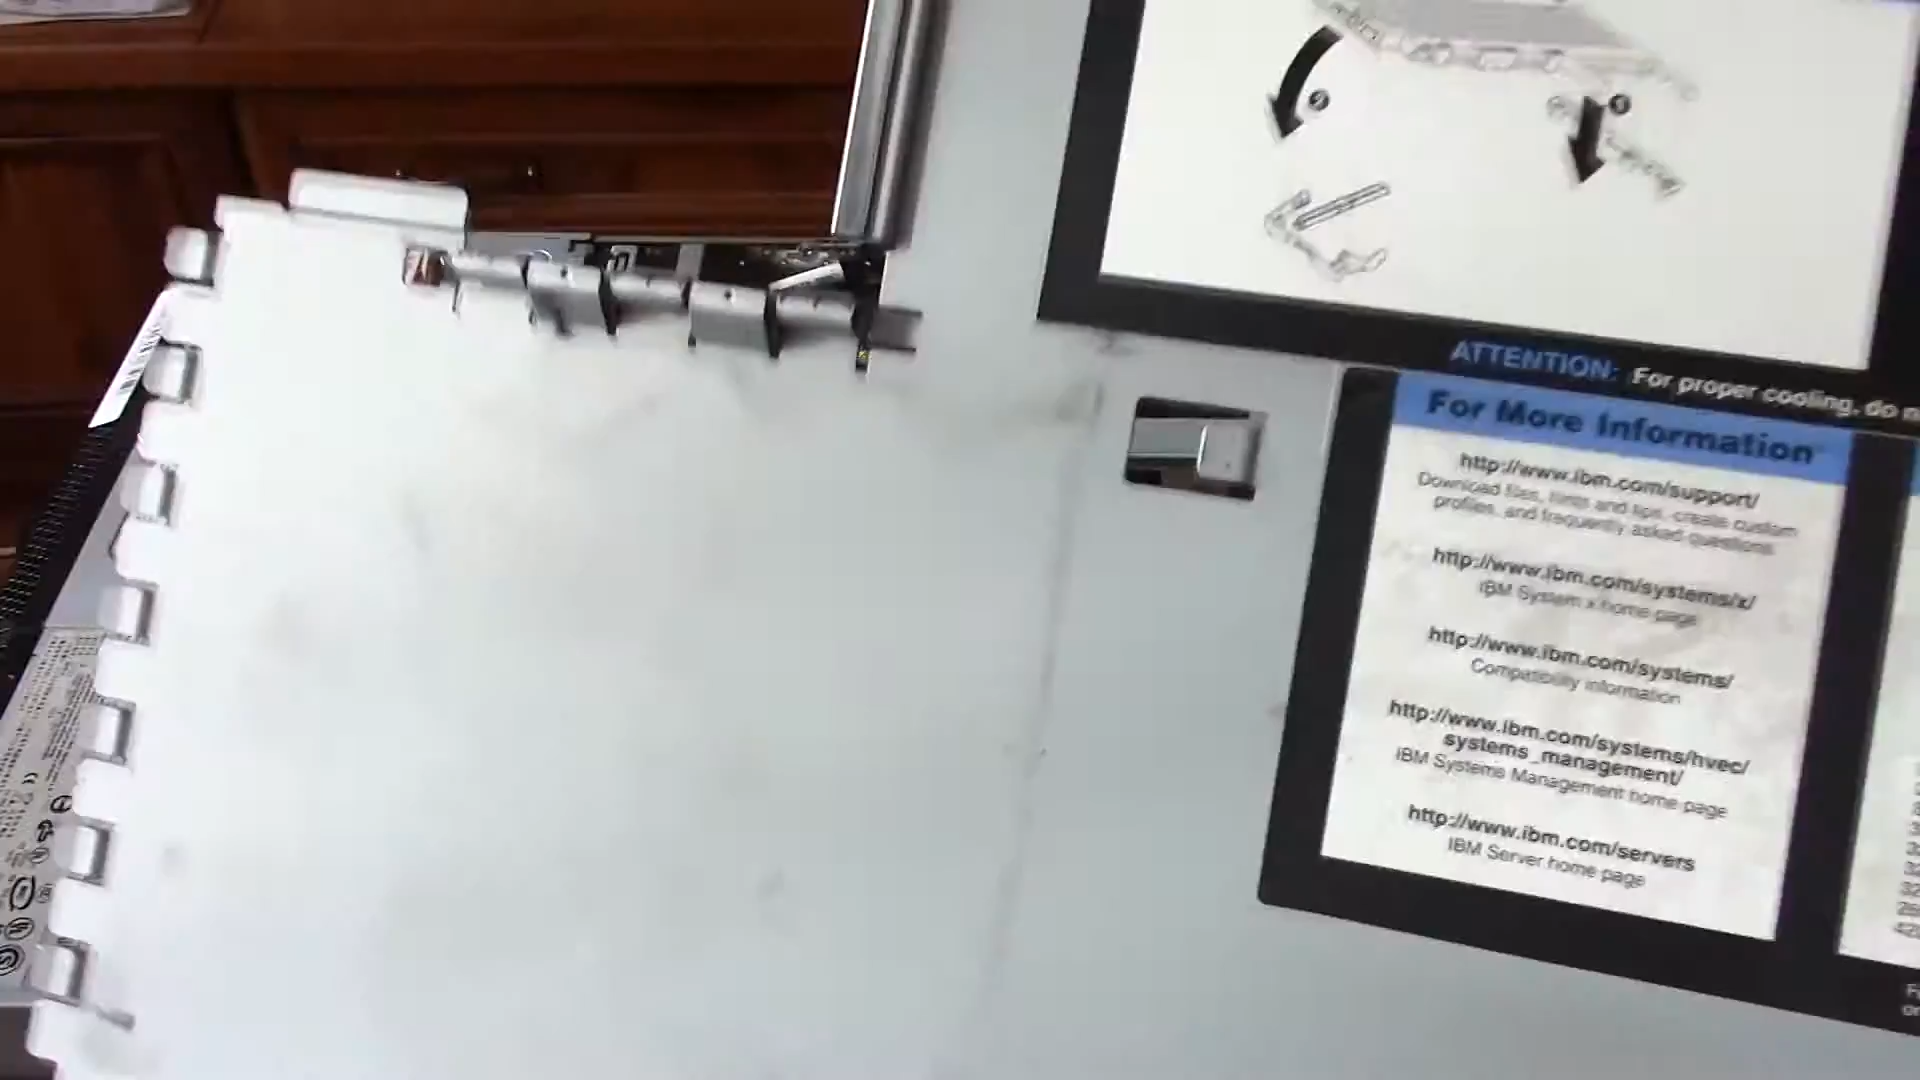 ATTENTION: For proper cooling, do n
For More Information
http://www.ibm.com/support/
Download files, hints and tips, create custom
profiles, and frequently asked questions
http://www.ibm.com/systems/x/
IBM System x home page
http://www.ibm.com/systems/
Compatibility information
http://www.ibm.com/systems/hvec/
systems_management/
IBM Systems Management home page
http://www.ibm.com/servers
IBM Server home page